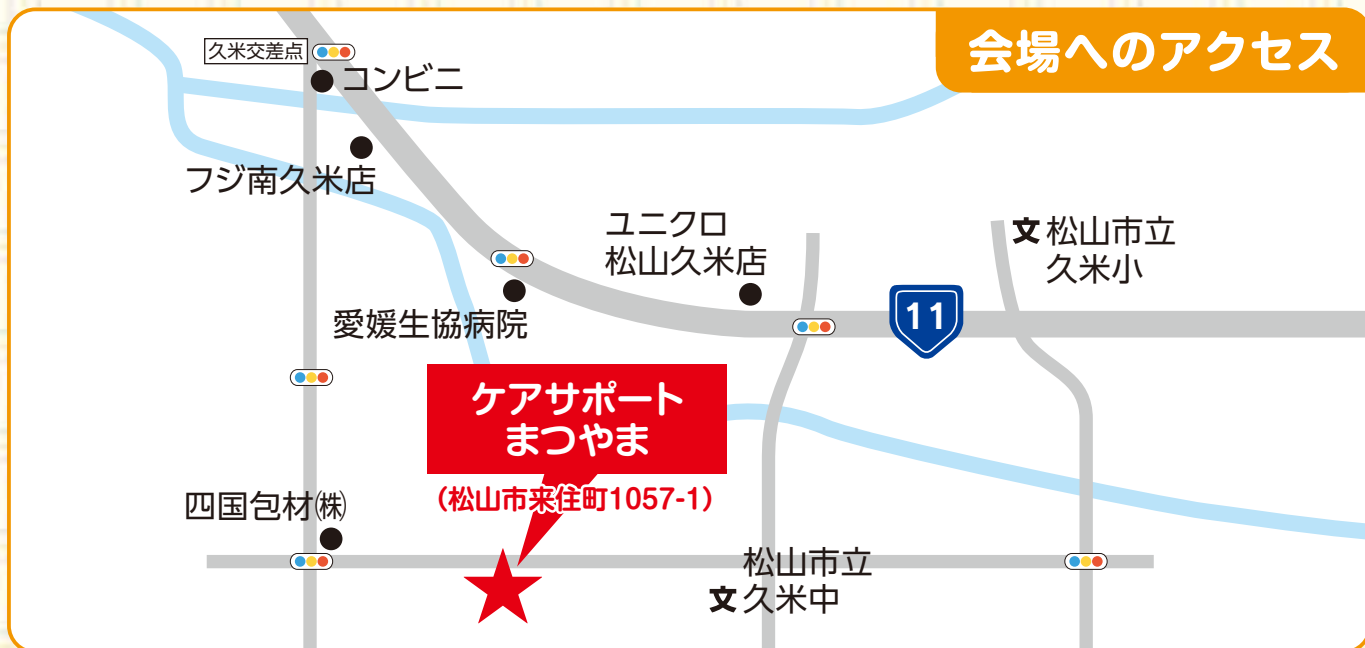 会場へのアクセス
久米交差点
コンビニ
フジ南久米店
ユニクロ
松山久米店
文 松山市立
久米小
11
愛媛生協病院
ケアサポート
まつやま
(松山市来住町1057-1)
四国包材㈱
松山市立
文 久米中